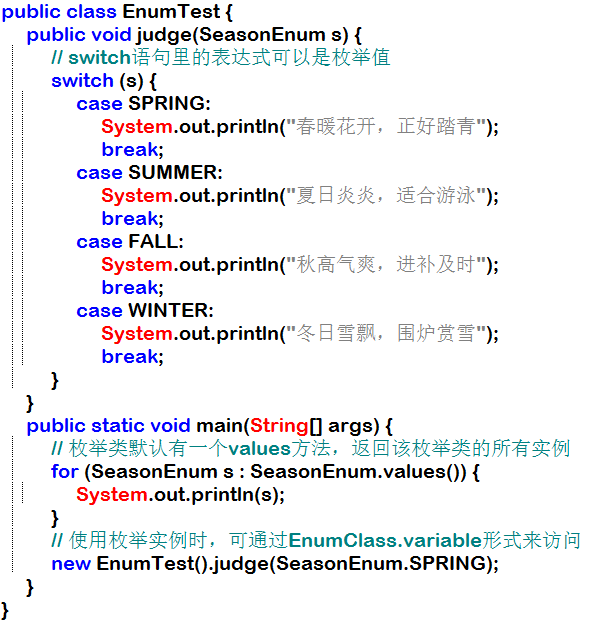 public class EnumTest {
public void judge(SeasonEnum s) {
// switch语句里的表达式可以是枚举值
switch (s) {
case SPRING:
System.out.println("春暖花开，正好踏青");
break;
case SUMMER:
System.out.println("夏日炎炎，适合游泳");
break;
case FALL:
System.out.println("秋高气爽，进补及时");
break;
case WINTER:
System.out.println("冬日雪飘，围炉赏雪");
break;
}
}
public static void main(String[] args) {
// 枚举类默认有一个values方法，返回该枚举类的所有实例
for (SeasonEnum s : SeasonEnum.values()) {
System.out.println(s);
}
// 使用枚举实例时，可通过EnumClass.variable形式来访问
new EnumTest().judge(SeasonEnum.SPRING);
}
}